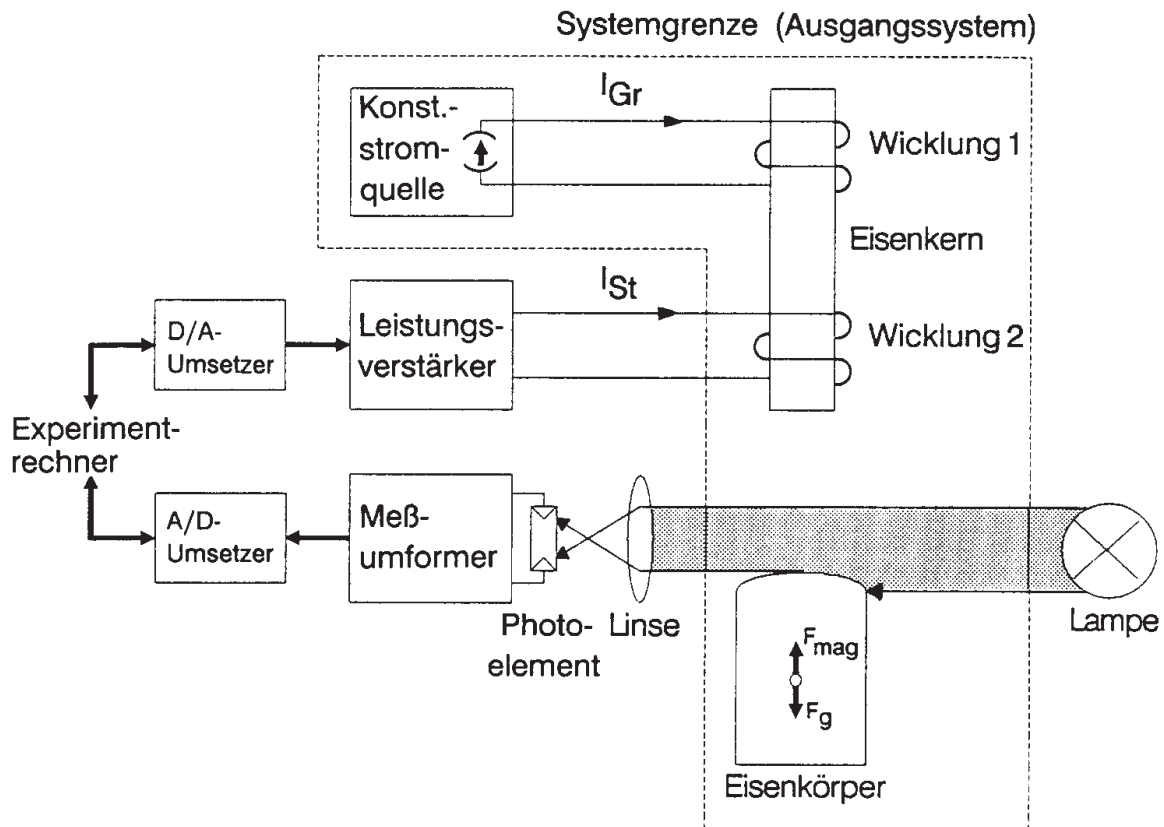 Systemgrenze (Ausgangssystem)
Konst.-
strom-
quelle
I_Gr
Wicklung 1
Eisenkern
I_St
Wicklung 2
D/A-
Umsetzer
Leistungs-
verstärker
Experiment-
rechner
A/D-
Umsetzer
Meß-
umformer
Photo-
element
Linse
Lampe
F_mag
F_g
Eisenkörper